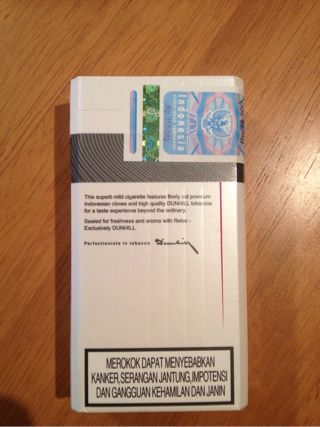 Indonesia
This superb mild cigarette features finely cut premium
Indonesian cloves and high quality DUNHILL tobaccos
for a taste experience beyond the ordinary.
Sealed for freshness and aroma with Reloc -
Exclusively DUNHILL.
Perfectionists in tobacco Dunhill
MEROKOK DAPAT MENYEBABKAN
KANKER, SERANGAN JANTUNG, IMPOTENSI
DAN GANGGUAN KEHAMILAN DAN JANIN